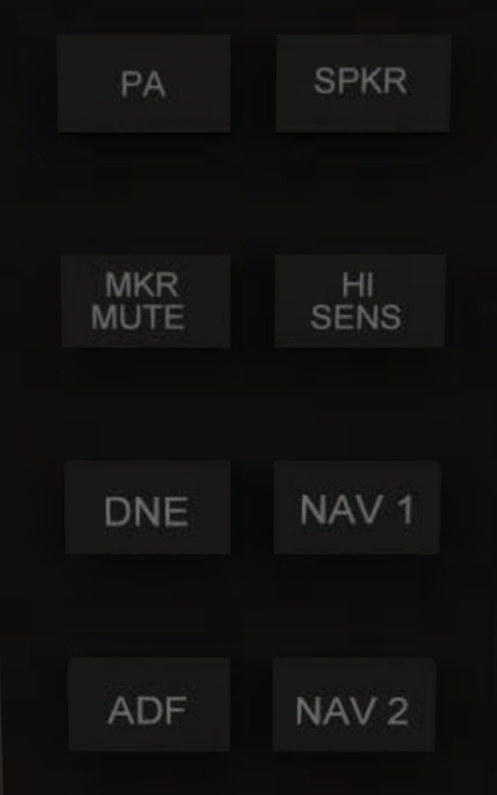 PA
SPKR
MKR
MUTE
HI
SENS
DNE
NAV 1
ADF
NAV 2